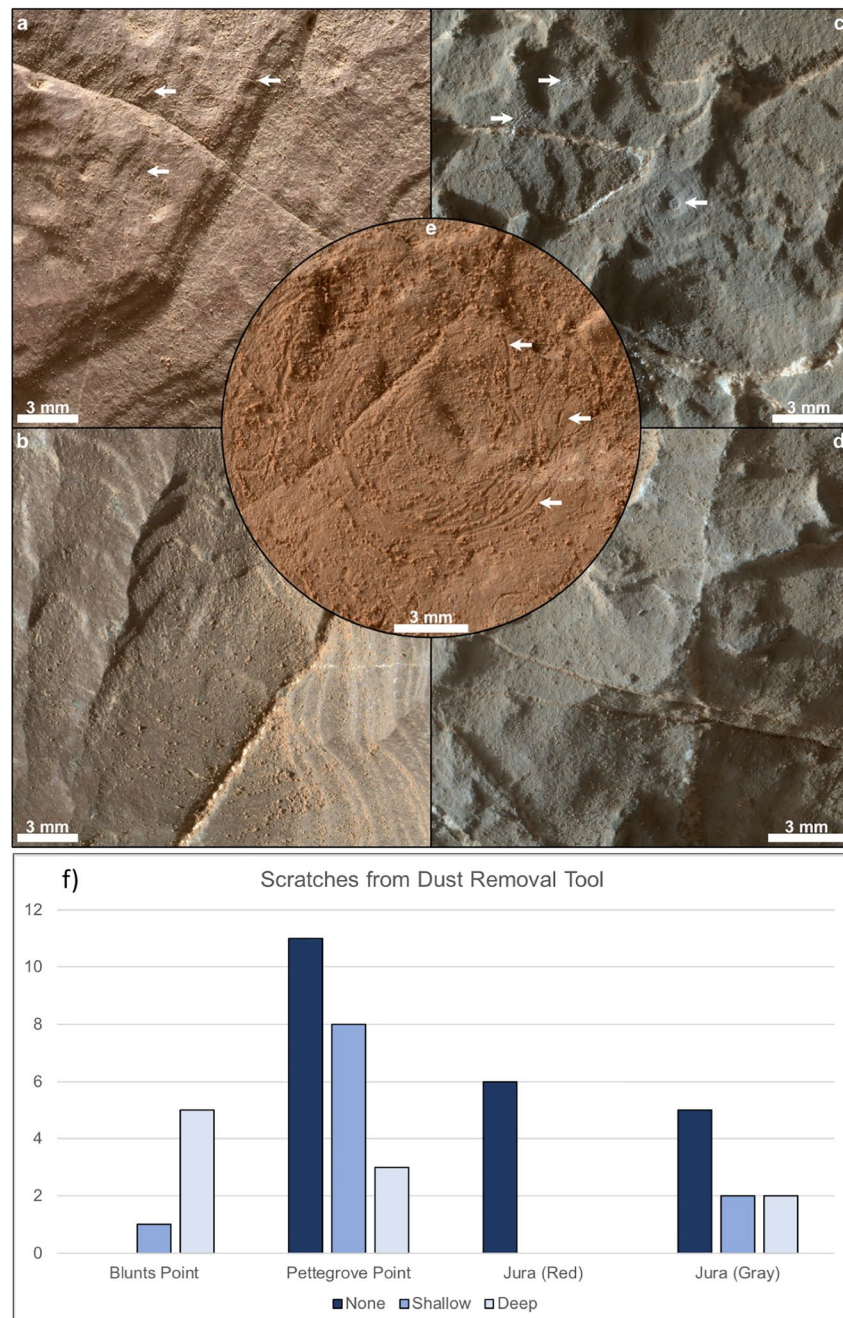 a
c
e
3 mm
3 mm
b
d
3 mm
3 mm
3 mm
f)
Scratches from Dust Removal Tool
12
10
8
6
4
2
0
Blunts Point
Pettegrove Point
Jura (Red)
Jura (Gray)
None
Shallow
Deep